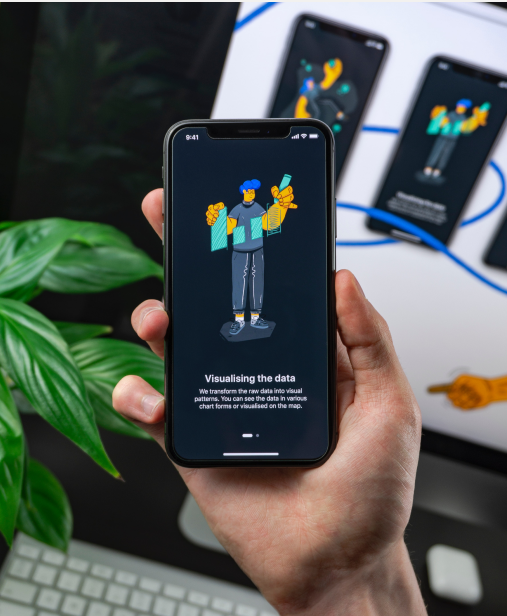 9:41
Visualising the data
We transform the raw data into visual
patterns. You can see the data in various
chart forms or visualised on the map.